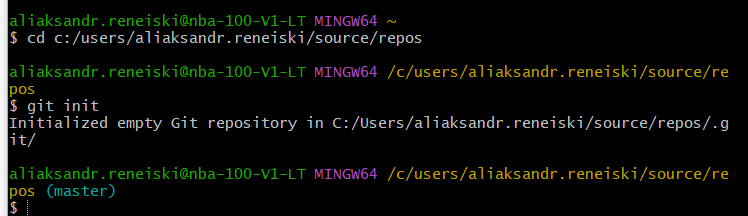 aliaksandr.reneiski@nba-100-V1-LT MINGW64 ~
$ cd c:/users/aliaksandr.reneiski/source/repos
aliaksandr.reneiski@nba-100-V1-LT MINGW64 /c/users/aliaksandr.reneiski/source/re
pos
$ git init
Initialized empty Git repository in C:/Users/aliaksandr.reneiski/source/repos/.g
it/
aliaksandr.reneiski@nba-100-V1-LT MINGW64 /c/users/aliaksandr.reneiski/source/re
pos (master)
$